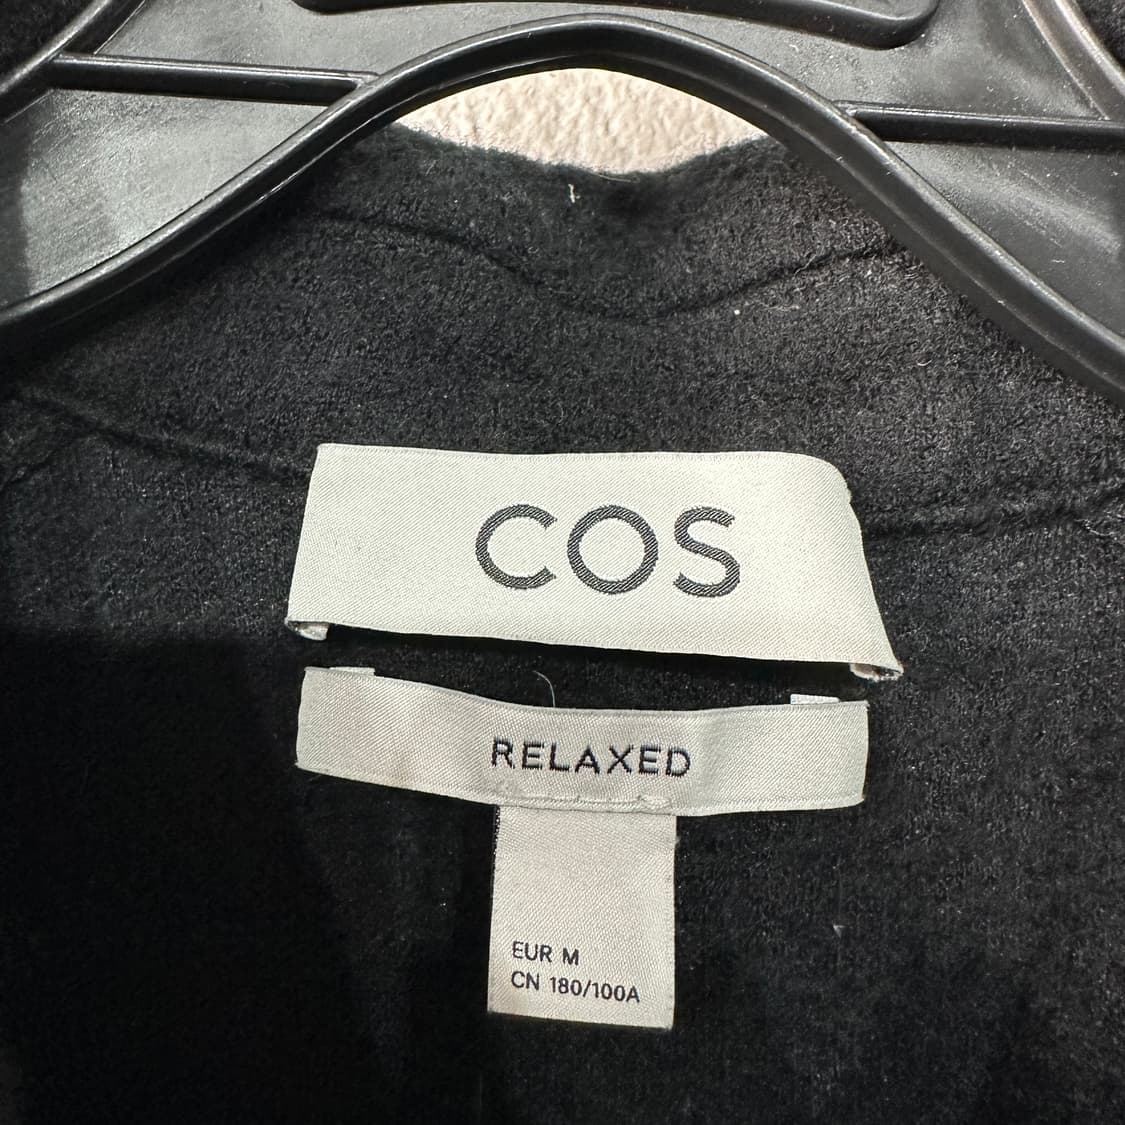 COS
RELAXED
EUR M
CN 180/100A